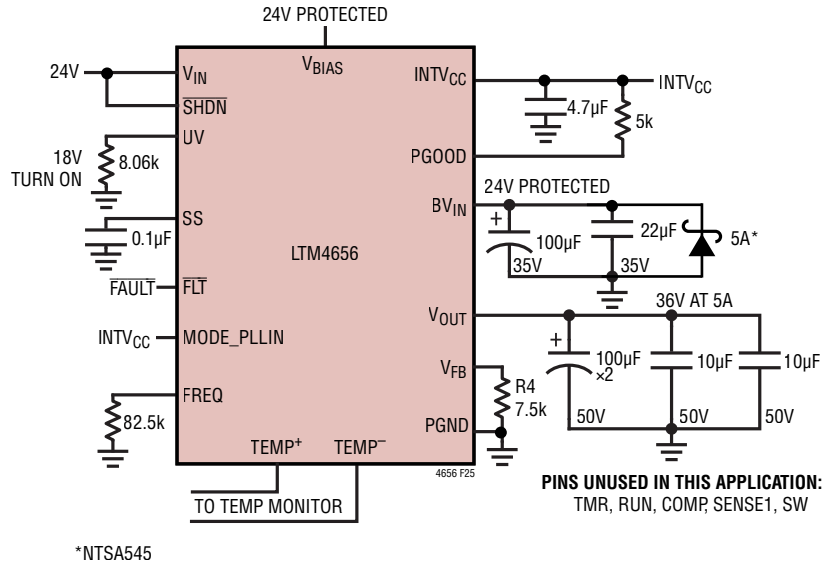 24V PROTECTED
24V
VIN
VBIAS
INTVCC
INTVCC
SHDN
4.7µF
5k
UV
18V
TURN ON
8.06k
PGOOD
24V PROTECTED
BVIN
SS
0.1µF
+
100µF
35V
22µF
35V
5A*
LTM4656
FAULT
FLT
36V AT 5A
VOUT
INTVCC
MODE_PLLIN
+
100µF
×2
50V
10µF
50V
10µF
50V
VFB
R4
7.5k
FREQ
82.5k
PGND
TEMP+
TEMP–
4656 F25
TO TEMP MONITOR
PINS UNUSED IN THIS APPLICATION:
TMR, RUN, COMP, SENSE1, SW
*NTSA545